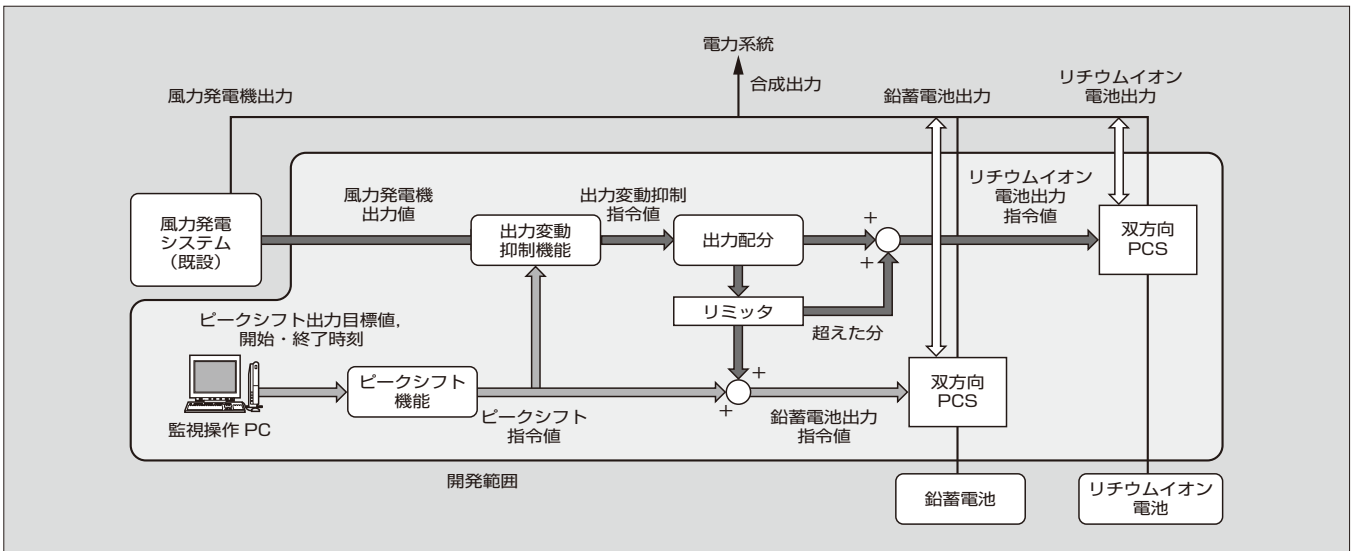 電力系統
合成出力
風力発電機出力
鉛蓄電池出力
リチウムイオン
電池出力
風力発電
システム
（既設）
風力発電機
出力値
出力変動
抑制機能
出力変動抑制
指令値
出力配分
+
+
リチウムイオン
電池出力
指令値
双方向
PCS
リミッタ
超えた分
ピークシフト出力目標値，
開始・終了時刻
監視操作 PC
ピークシフト
機能
ピークシフト
指令値
+
+
鉛蓄電池出力
指令値
双方向
PCS
開発範囲
鉛蓄電池
リチウムイオン
電池